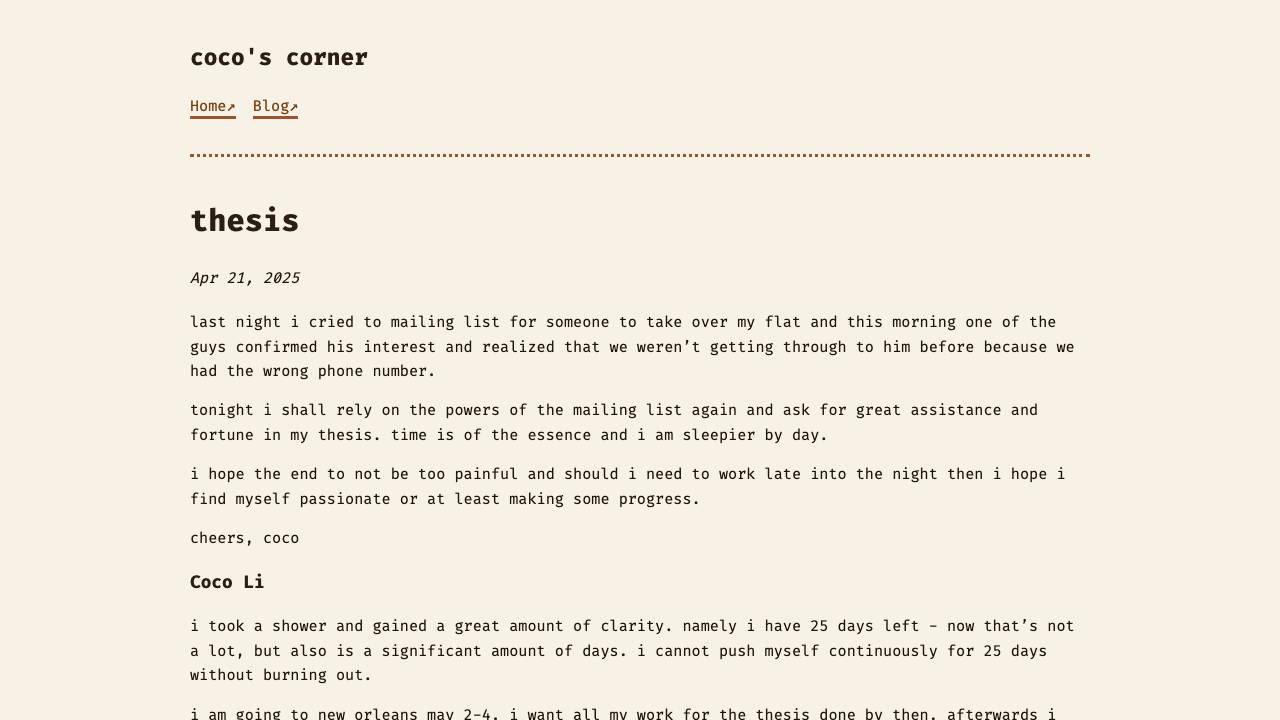 coco's corner
Home↗ Blog↗
thesis
Apr 21, 2025
last night i cried to mailing list for someone to take over my flat and this morning one of the
guys confirmed his interest and realized that we weren’t getting through to him before because we
had the wrong phone number.
tonight i shall rely on the powers of the mailing list again and ask for great assistance and
fortune in my thesis. time is of the essence and i am sleepier by day.
i hope the end to not be too painful and should i need to work late into the night then i hope i
find myself passionate or at least making some progress.
cheers, coco
Coco Li
i took a shower and gained a great amount of clarity. namely i have 25 days left - now that’s not
a lot, but also is a significant amount of days. i cannot push myself continuously for 25 days
without burning out.
i am going to new orleans may 2-4. i want all my work for the thesis done by then. afterwards i